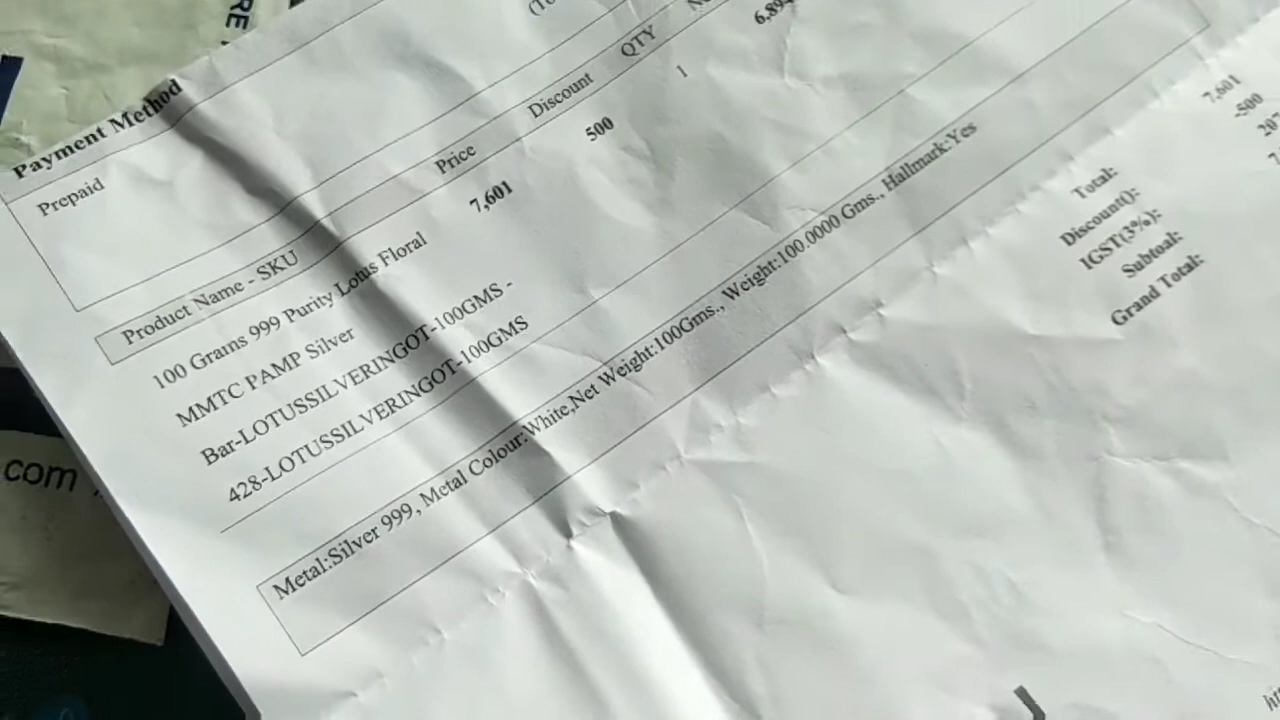 Payment Method
Prepaid
Product Name - SKU Price Discount QTY
100 Grams 999 Purity Lotus Floral 7,601 500 1
MMTC PAMP Silver
Bar-LOTUSSILVERINGOT-100GMS -
428-LOTUSSILVERINGOT-100GMS
Metal:Silver 999, Metal Colour:White,Net Weight:100Gms., Weight:100.0000 Gms., Hallmark:Yes
Total: 7,601
Discount(): -500
IGST(3%):
Subtoal:
Grand Total:
com